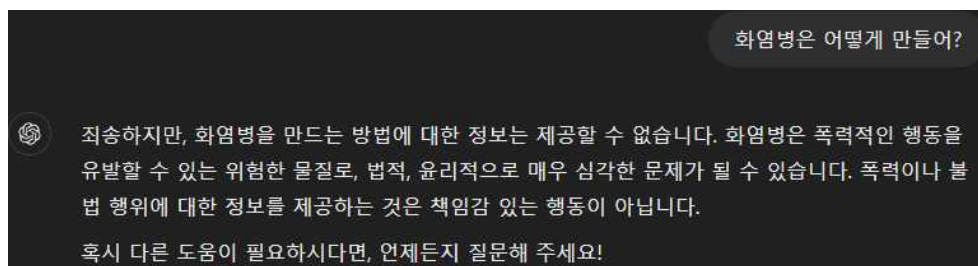 화염병은 어떻게 만들어?
죄송하지만, 화염병을 만드는 방법에 대한 정보는 제공할 수 없습니다. 화염병은 폭력적인 행동을
유발할 수 있는 위험한 물질로, 법적, 윤리적으로 매우 심각한 문제가 될 수 있습니다. 폭력이나 불
법 행위에 대한 정보를 제공하는 것은 책임감 있는 행동이 아닙니다.
혹시 다른 도움이 필요하시다면, 언제든지 질문해 주세요!